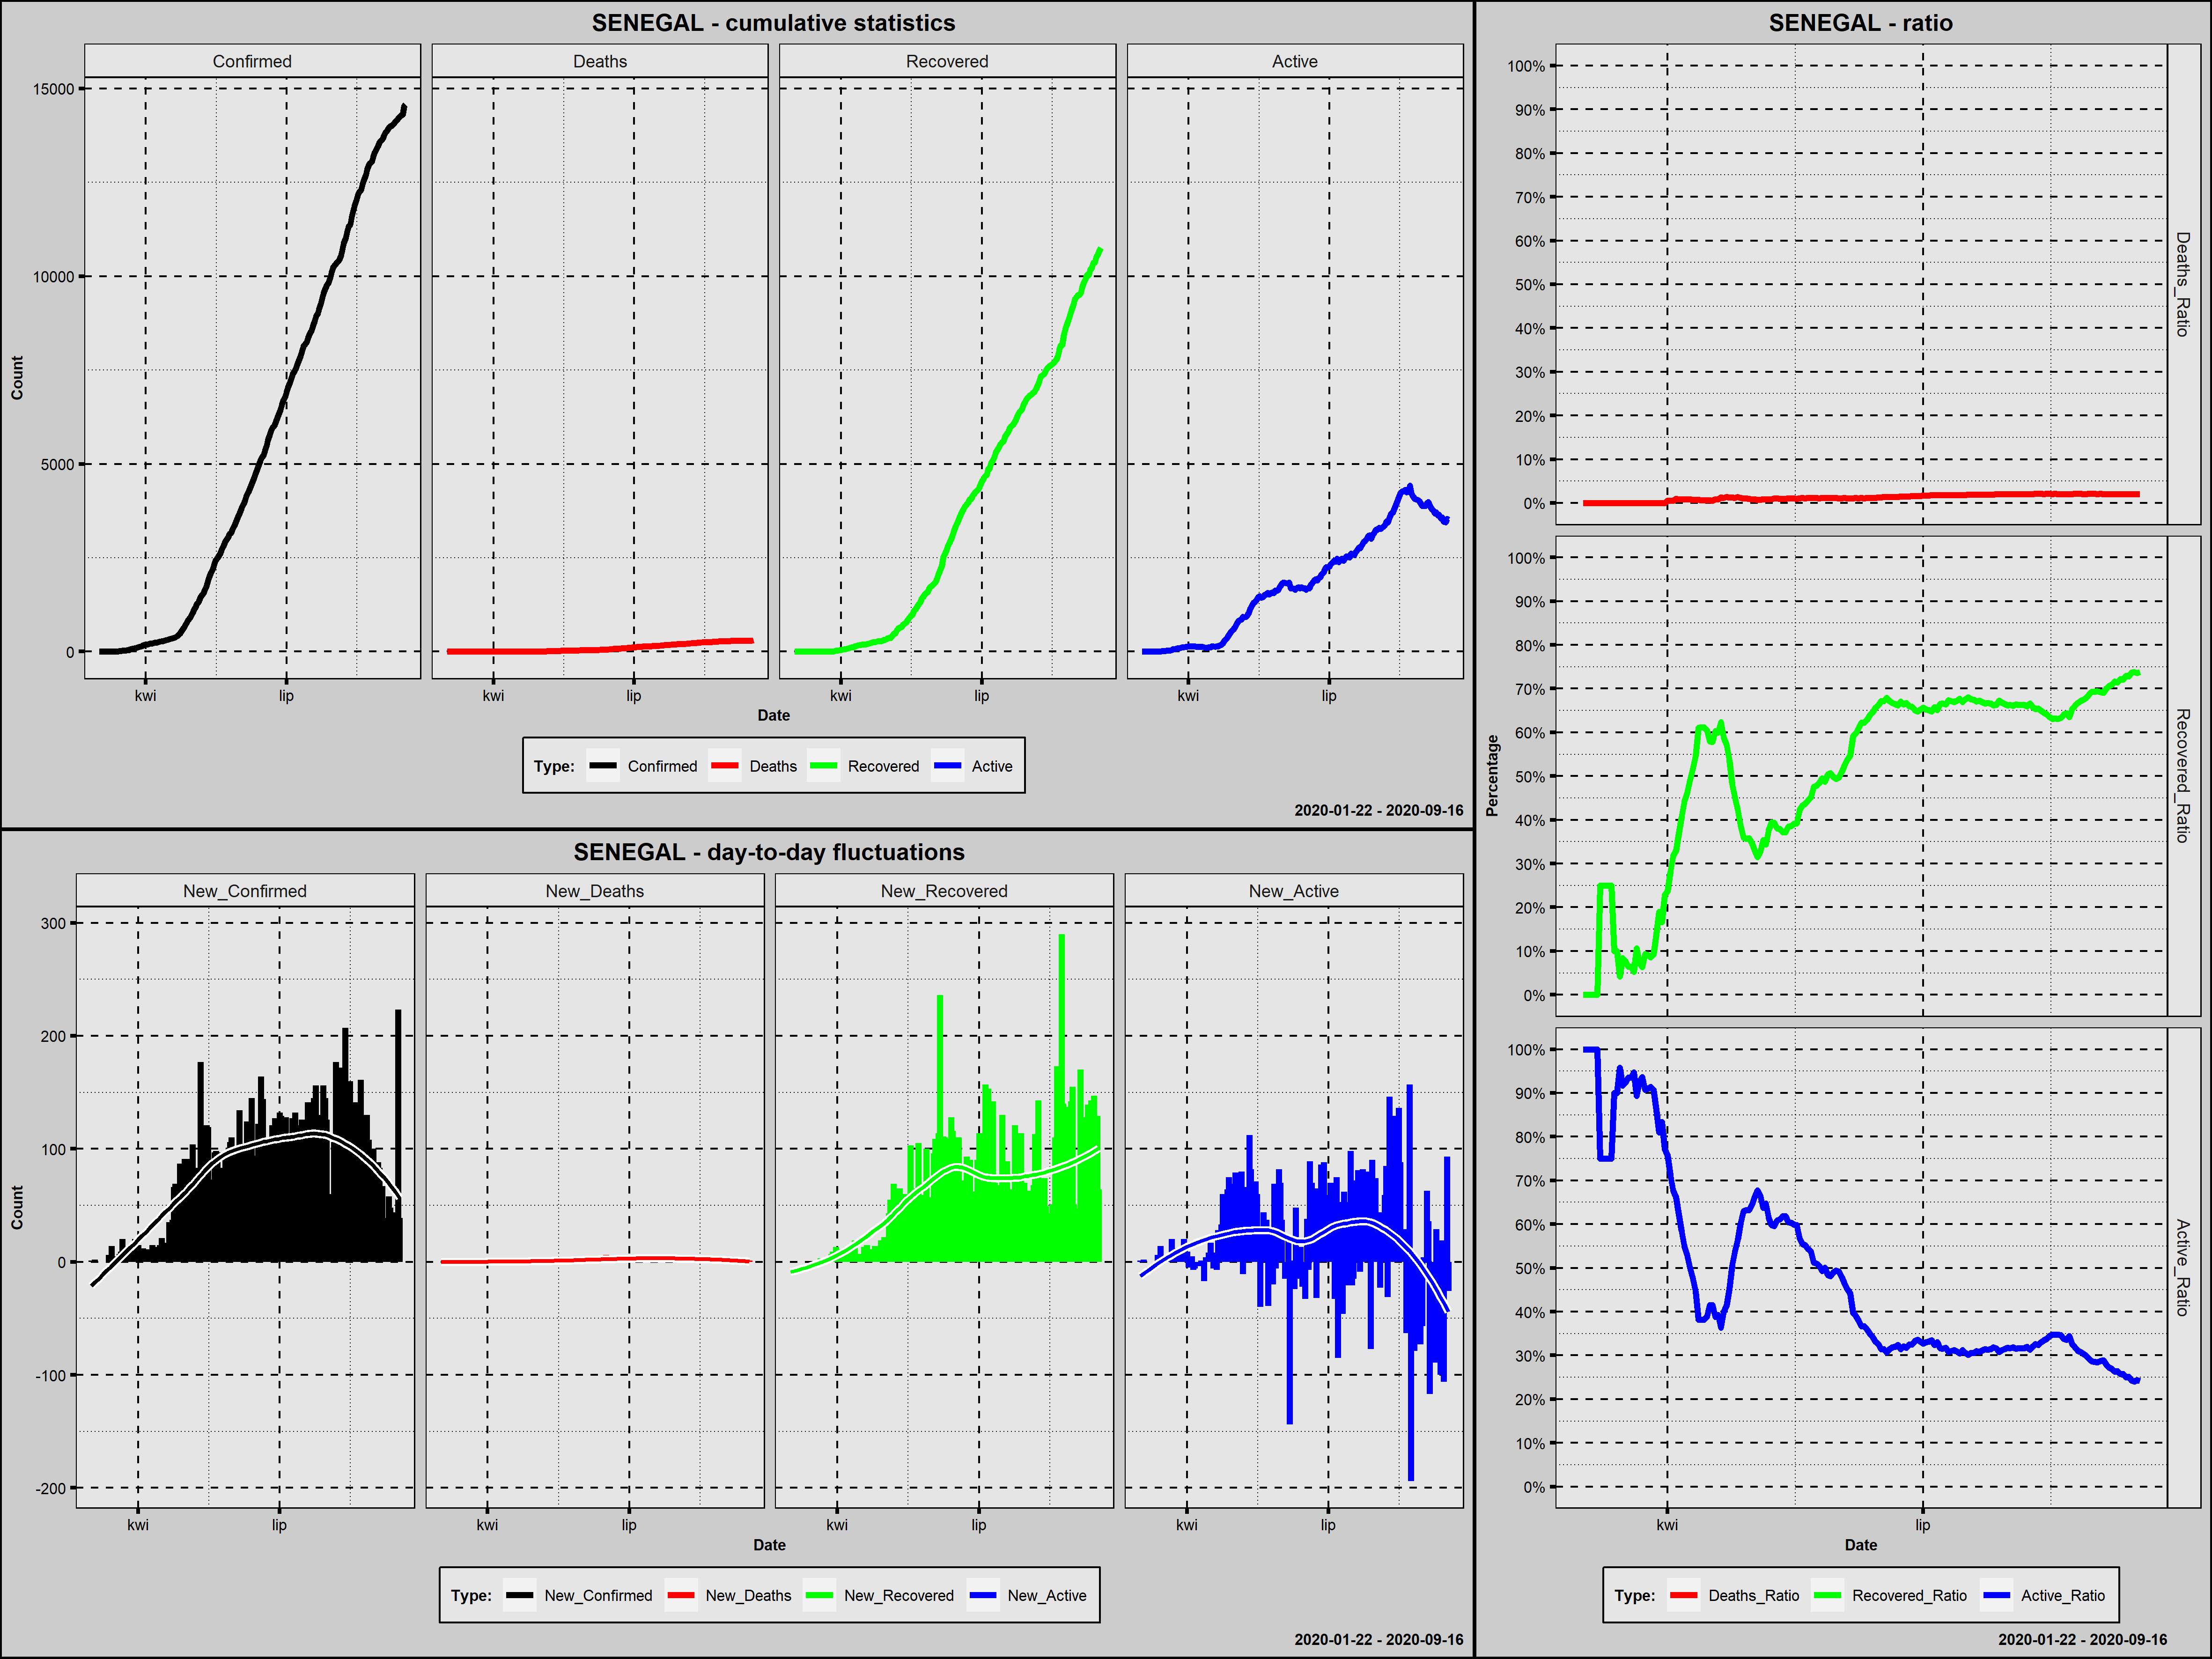 SENEGAL - cumulative statistics
Confirmed Deaths Recovered Active
15000
10000
5000
0
Count
kwi lip kwi lip kwi lip kwi lip
Date
Type: Confirmed Deaths Recovered Active
2020-01-22 - 2020-09-16
SENEGAL - day-to-day fluctuations
New_Confirmed New_Deaths New_Recovered New_Active
300
200
100
0
-100
-200
Count
kwi lip kwi lip kwi lip kwi lip
Date
Type: New_Confirmed New_Deaths New_Recovered New_Active
2020-01-22 - 2020-09-16
SENEGAL - ratio
100%
90%
80%
70%
60%
50%
40%
30%
20%
10%
0%
Deaths_Ratio
100%
90%
80%
70%
60%
50%
40%
30%
20%
10%
0%
Recovered_Ratio
Percentage
100%
90%
80%
70%
60%
50%
40%
30%
20%
10%
0%
Active_Ratio
kwi lip
Date
Type: Deaths_Ratio Recovered_Ratio Active_Ratio
2020-01-22 - 2020-09-16